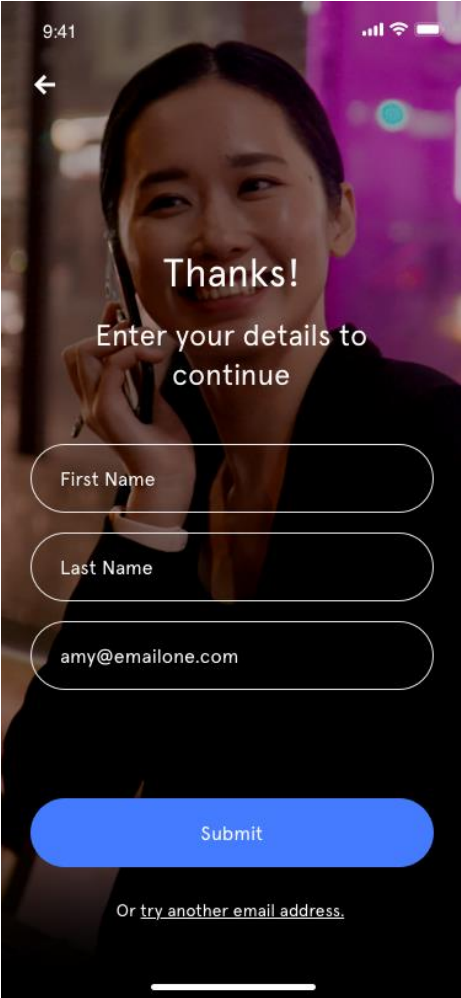 9:41
Thanks!
Enter your details to
continue
First Name
Last Name
amy@emailone.com
Submit
Or try another email address.